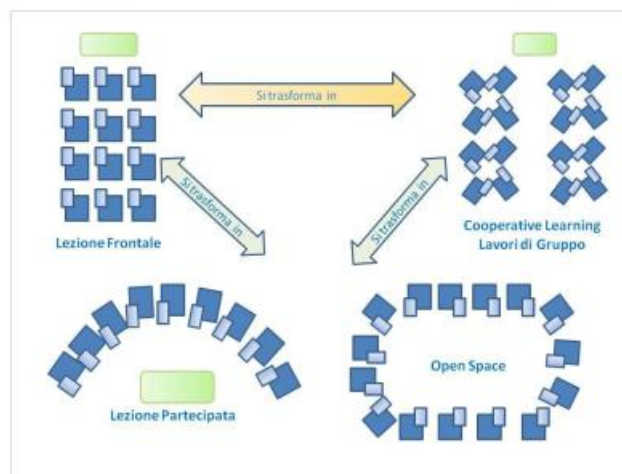 Si trasforma in
Lezione Frontale
Si trasforma in
Si trasforma in
Cooperative Learning
Lavori di Gruppo
Open Space
Lezione Partecipata